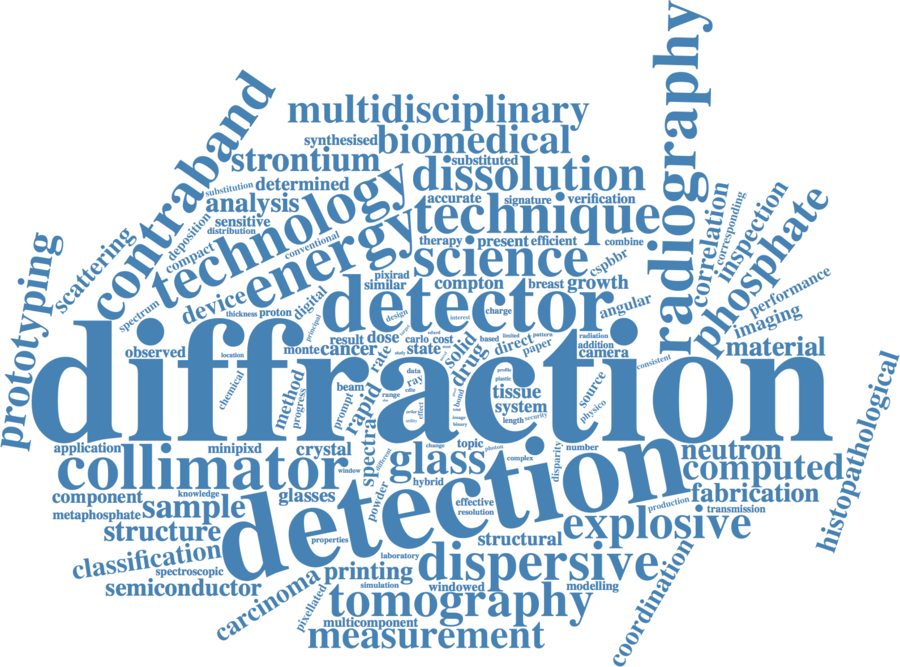 radiography
multidisciplinary
contraband
synthesised
biomedical
strontium
substituted
dissolution
substitution
determined
technology
accurate
signature
verification
analysis
technique
correlation
corresponding
inspection
phosphate
sensitive
distribution
deposition
scattering
prototyping
conventional
energy
therapy
present
efficient
combine
compact
science
cspbbr
pixirad
similar
compton
breast
growth
performance
device
spectrum
thickness
proton
digital
detector
charge
angular
imaging
principal
design
interest
diffraction
observed
location
monte
cancer
result
dose
carlo
cost
based
limited
pattern
radiation
addition
camera
material
rate
study
state
solid
drug
direct
paper
consistent
chemical
method
progress
beam
prompt
rapid
range
data
ray
effect
utility
profile
plastic
tissue
system
length
security
image
binary
source
physico
application
minipixd
crystal
spectra
different
change
topic
photon
complex
number
disparity
neutron
histopathological
collimator
window
glass
computed
component
knowledge
glasses
hybrid
detection
fabrication
metaphosphate
sample
powder
effective
resolution
production
transmission
structure
properties
structural
explosive
classification
laboratory
dispersive
spectroscopic
printing
semiconductor
carcinoma
simulation
windowed
modelling
coordination
pixellated
tomography
multicomponent
measurement